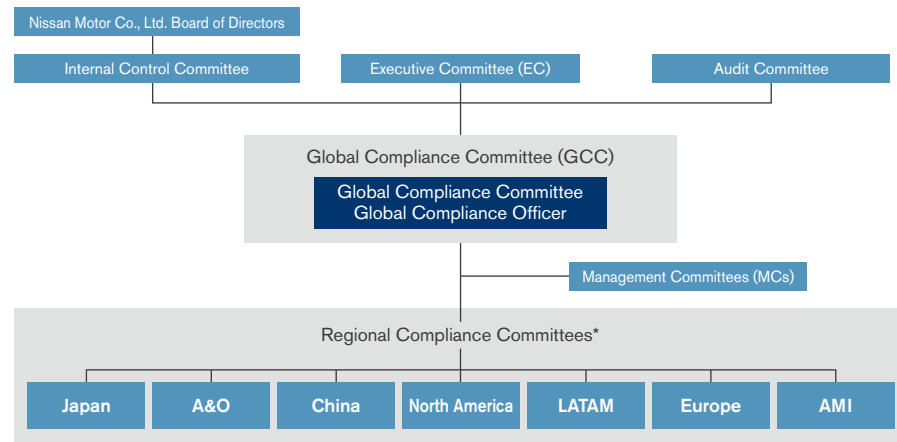 Nissan Motor Co., Ltd. Board of Directors
Internal Control Committee
Executive Committee (EC)
Audit Committee
Global Compliance Committee (GCC)
Global Compliance Committee
Global Compliance Officer
Management Committees (MCs)
Regional Compliance Committees*
Japan
A&O
China
North America
LATAM
Europe
AMI